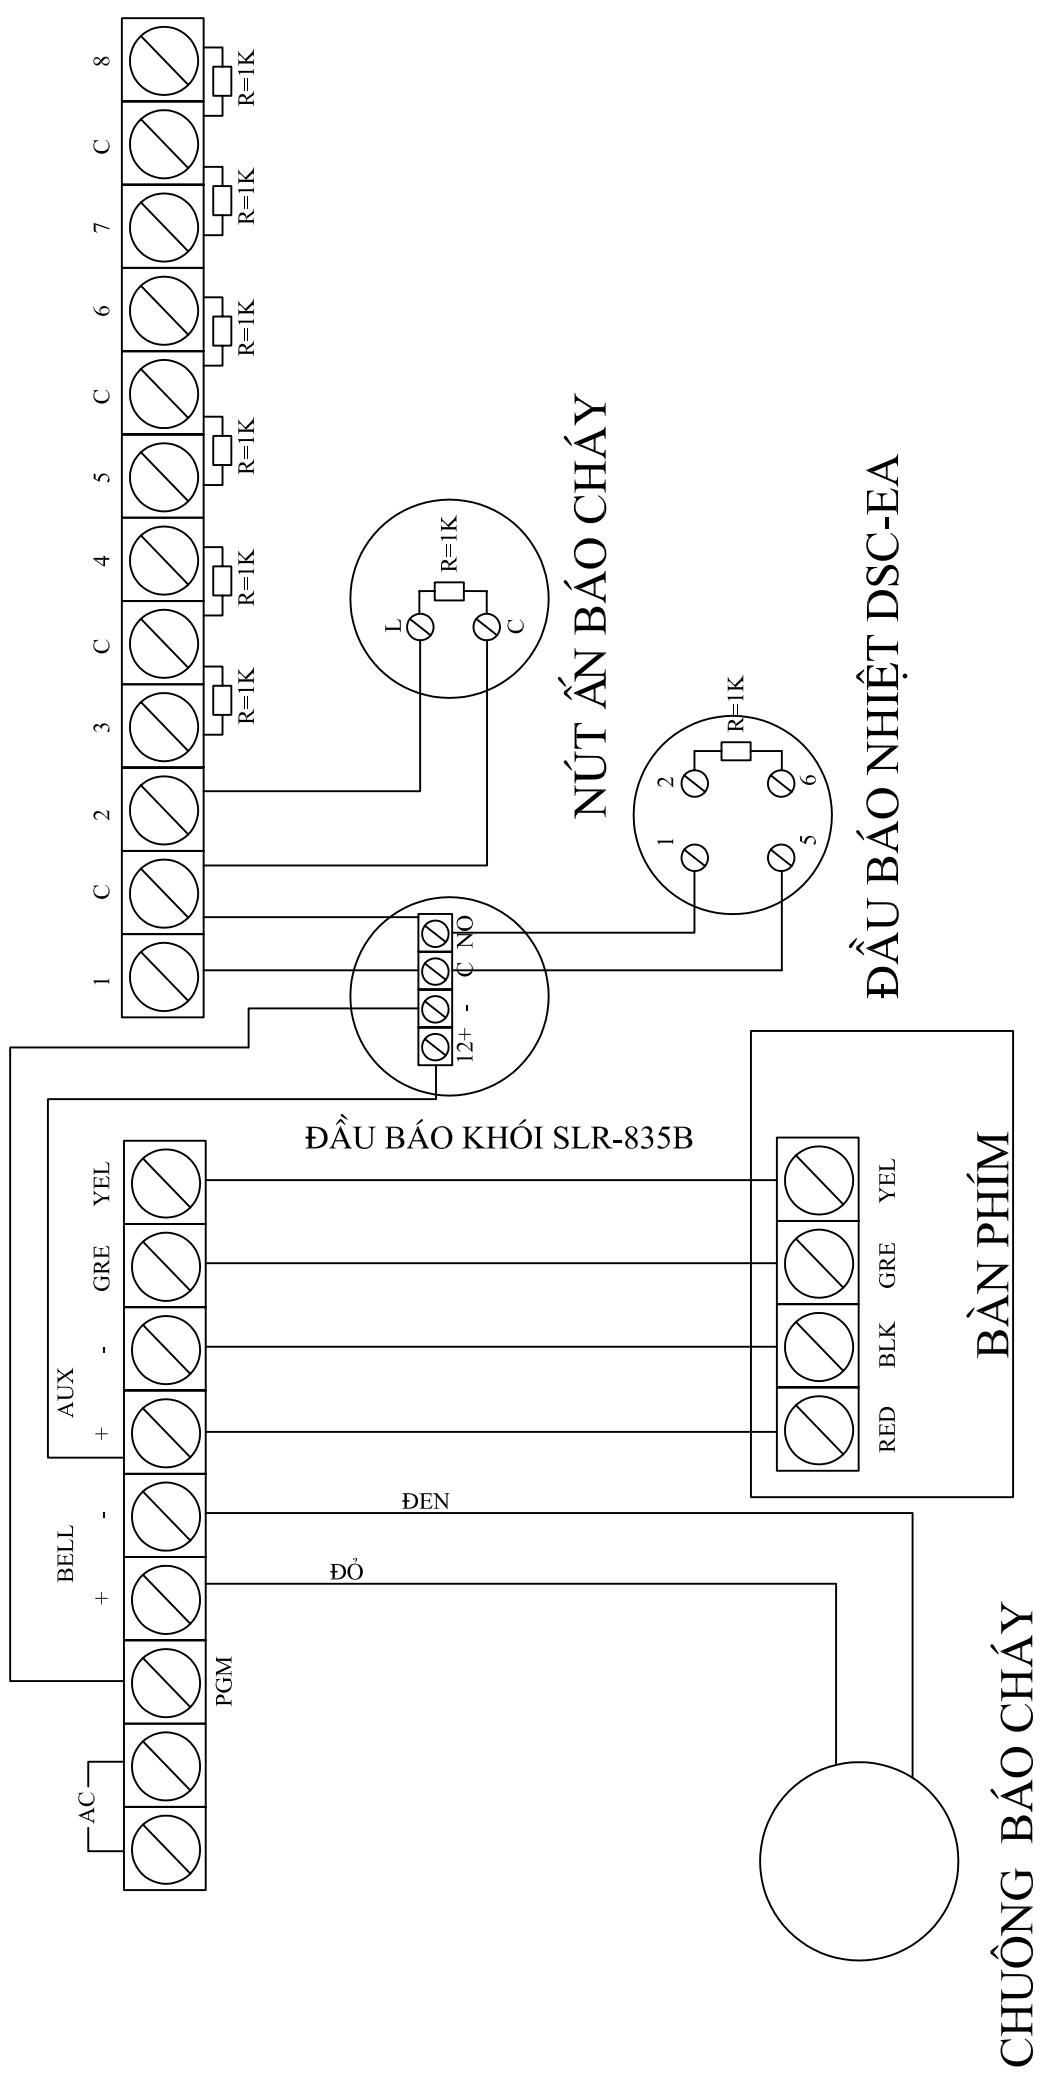 AC
PGM
BELL
+
-
AUX
+
-
GRE
YEL
1
C
2
3
C
4
5
C
6
7
C
8
R=1K
R=1K
R=1K
R=1K
R=1K
R=1K
ĐỎ
ĐEN
ĐẦU BÁO KHÓI SLR-835B
12+
-
C
NO
L
C
R=1K
NÚT ẤN BÁO CHÁY
1
2
5
6
R=1K
ĐẦU BÁO NHIỆT DSC-EA
RED
BLK
GRE
YEL
BÀN PHÍM
CHUÔNG BÁO CHÁY